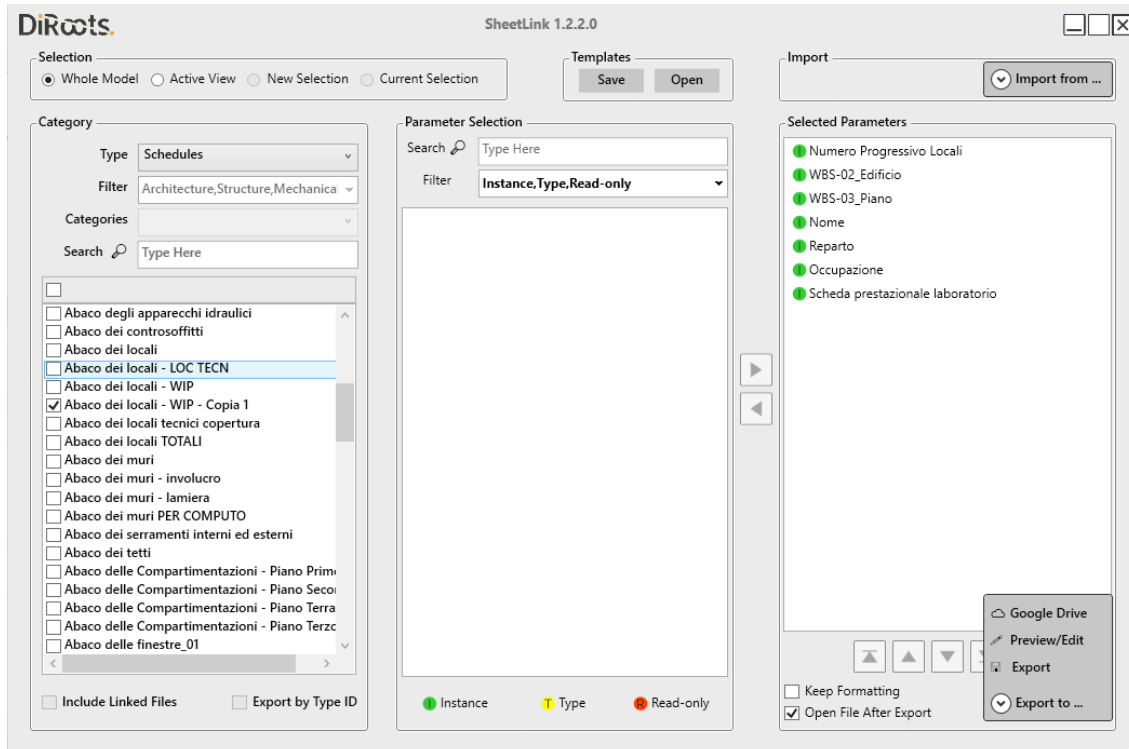 DiRoots.
SheetLink 1.2.2.0
Selection
Whole Model
Active View
New Selection
Current Selection
Templates
Save
Open
Import
Import from ...
Category
Type
Schedules
Filter
Architecture,Structure,Mechanica
Categories
Search
Type Here
Abaco degli apparecchi idraulici
Abaco dei controsoffitti
Abaco dei locali
Abaco dei locali - LOC TECN
Abaco dei locali - WIP
Abaco dei locali - WIP - Copia 1
Abaco dei locali tecnici copertura
Abaco dei locali TOTALI
Abaco dei muri
Abaco dei muri - involucro
Abaco dei muri - lamiera
Abaco dei muri PER COMPUTO
Abaco dei serramenti interni ed esterni
Abaco dei tetti
Abaco delle Compartimentazioni - Piano Prim
Abaco delle Compartimentazioni - Piano Secon
Abaco delle Compartimentazioni - Piano Terra
Abaco delle Compartimentazioni - Piano Terzo
Abaco delle finestre_01
Include Linked Files
Export by Type ID
Parameter Selection
Search
Type Here
Filter
Instance,Type,Read-only
I Instance
T Type
R Read-only
Selected Parameters
I Numero Progressivo Locali
I WBS-02_Edificio
I WBS-03_Piano
I Nome
I Reparto
I Occupazione
I Scheda prestazionale laboratorio
Google Drive
Preview/Edit
Export
Export to ...
Keep Formatting
Open File After Export